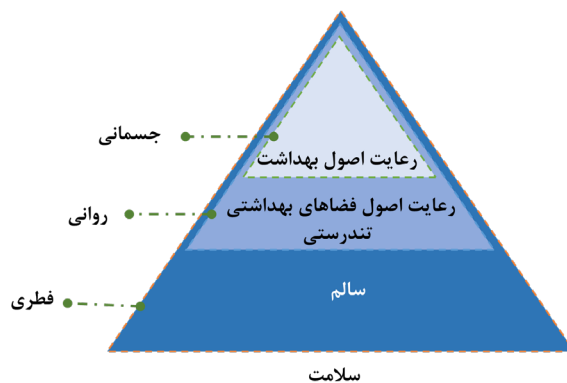 جسمانی
رعایت اصول بهداشت
رعایت اصول فضاهای بهداشتی
تندرستی
روانی
سالم
فطری
سلامت